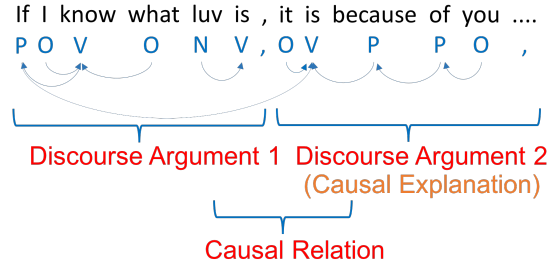 If I know what luv is , it is because of you ....
P O V O N V , O V P P O ,
Discourse Argument 1 Discourse Argument 2
(Causal Explanation)
Causal Relation